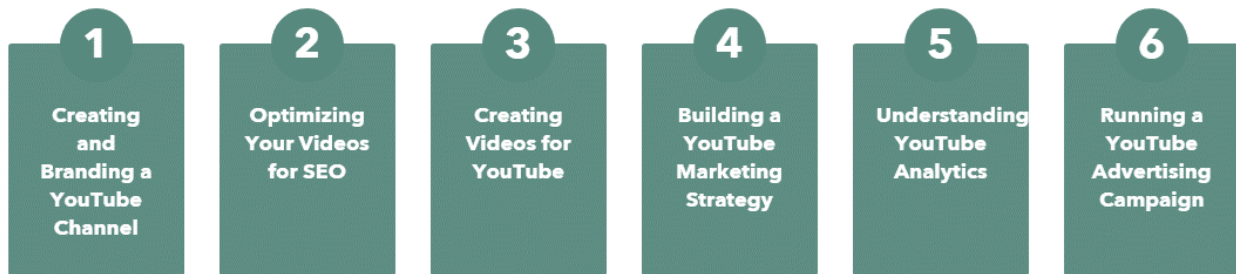 1
Creating
and
Branding a
YouTube
Channel
2
Optimizing
Your Videos
for SEO
3
Creating
Videos for
YouTube
4
Building a
YouTube
Marketing
Strategy
5
Understanding
YouTube
Analytics
6
Running a
YouTube
Advertising
Campaign